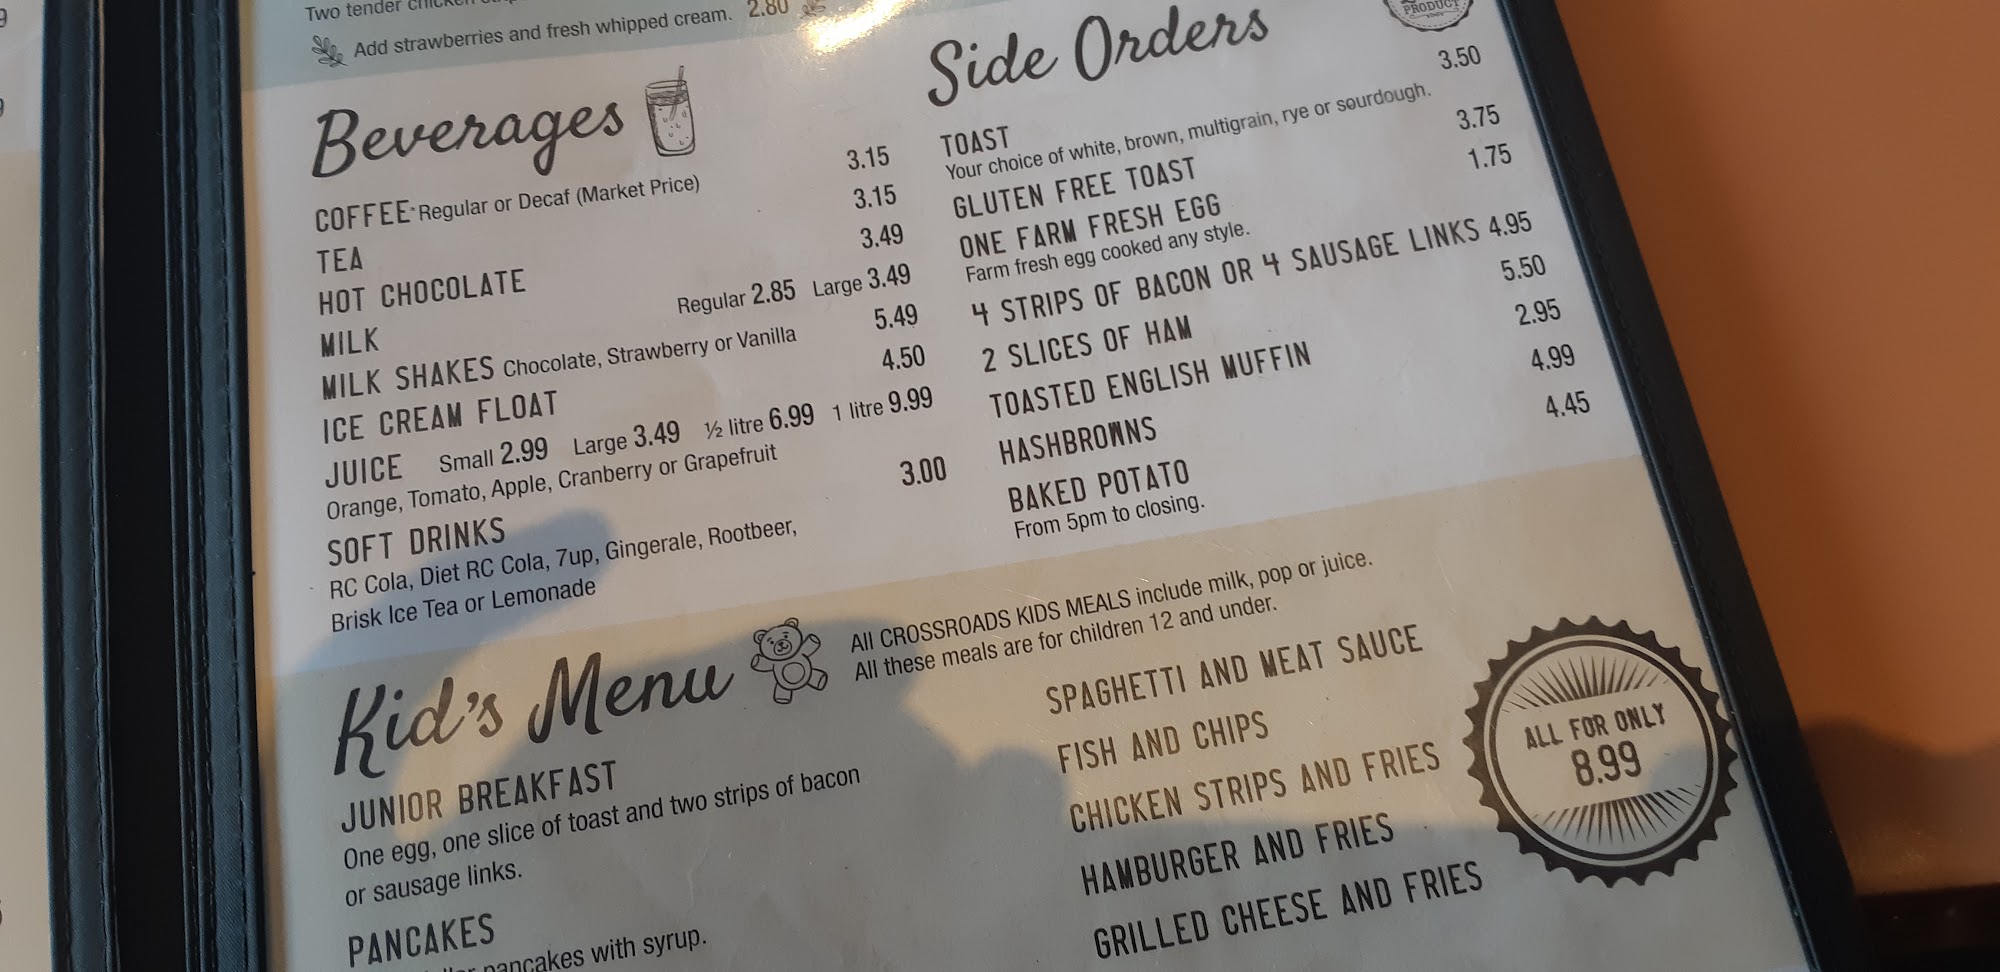 Two tender chicken
Add strawberries and fresh whipped cream. 2.80
Beverages
COFFEE Regular or Decaf (Market Price) 3.15
TEA 3.15
HOT CHOCOLATE 3.49
MILK Regular 2.85 Large 3.49
MILK SHAKES Chocolate, Strawberry or Vanilla 5.49
ICE CREAM FLOAT 4.50
JUICE Small 2.99 Large 3.49 ½ litre 6.99 1 litre 9.99
Orange, Tomato, Apple, Cranberry or Grapefruit
SOFT DRINKS 3.00
RC Cola, Diet RC Cola, 7up, Gingerale, Rootbeer,
Brisk Ice Tea or Lemonade
Side Orders
PRODUCT
TOAST 3.50
Your choice of white, brown, multigrain, rye or sourdough.
GLUTEN FREE TOAST 3.75
ONE FARM FRESH EGG 1.75
Farm fresh egg cooked any style.
4 STRIPS OF BACON OR 4 SAUSAGE LINKS 4.95
2 SLICES OF HAM 5.50
TOASTED ENGLISH MUFFIN 2.95
HASHBROWNS 4.99
BAKED POTATO 4.45
From 5pm to closing.
Kid's Menu
All CROSSROADS KIDS MEALS include milk, pop or juice.
All these meals are for children 12 and under.
JUNIOR BREAKFAST
One egg, one slice of toast and two strips of bacon
or sausage links.
PANCAKES
pancakes with syrup.
SPAGHETTI AND MEAT SAUCE
FISH AND CHIPS
CHICKEN STRIPS AND FRIES
HAMBURGER AND FRIES
GRILLED CHEESE AND FRIES
ALL FOR ONLY
8.99